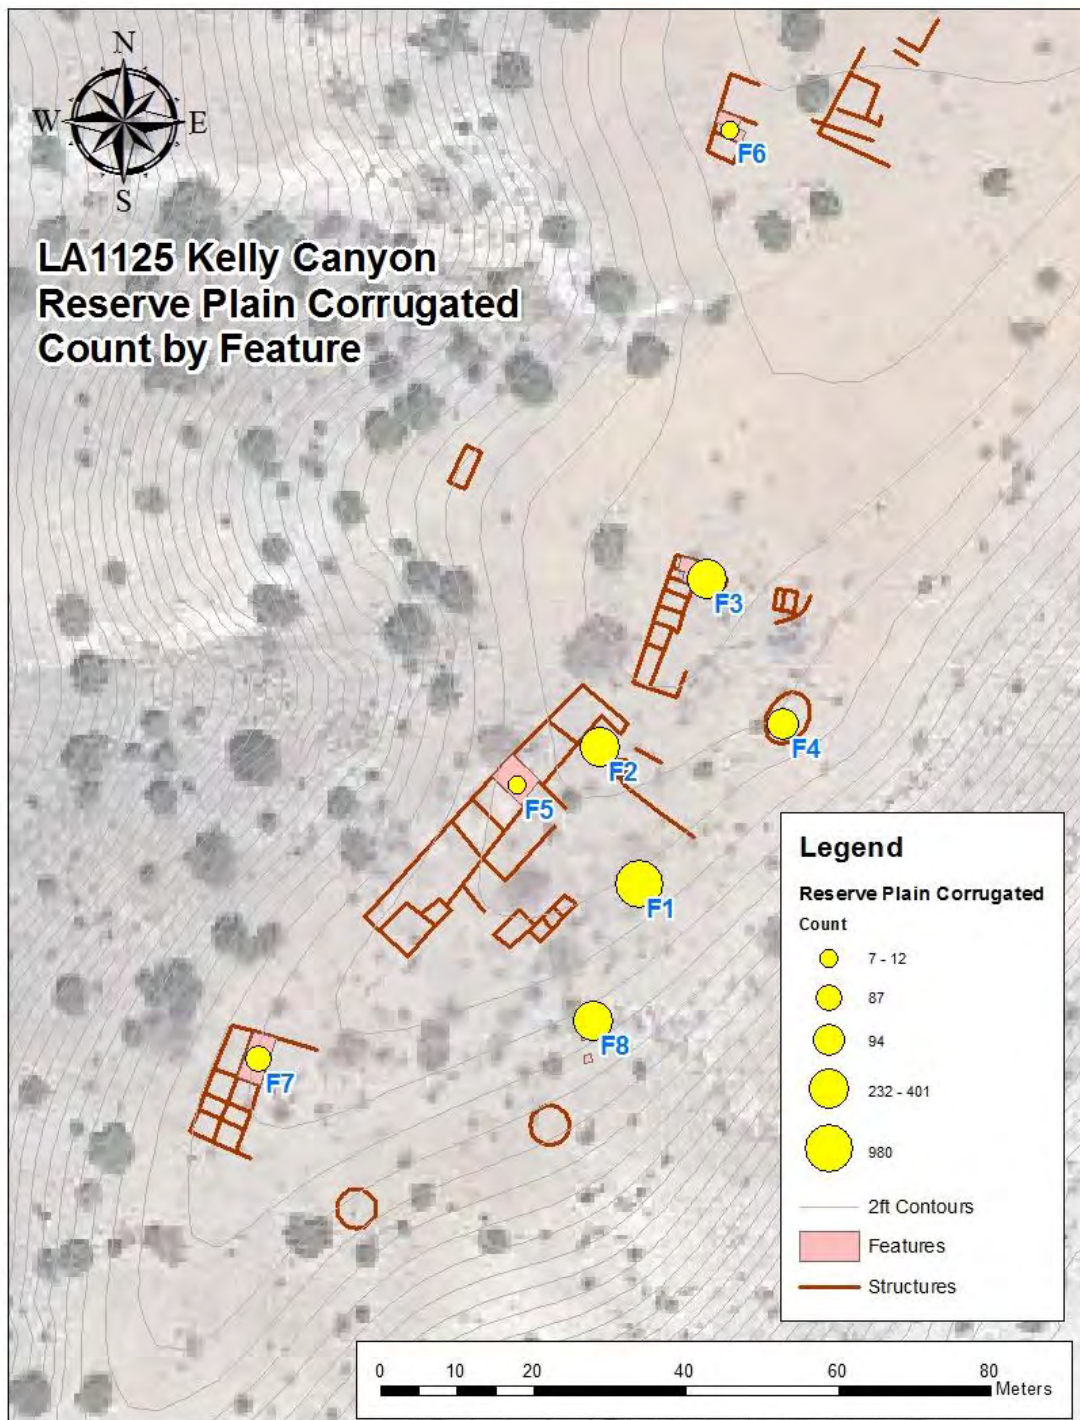 N
W
E
S
LA1125 Kelly Canyon
Reserve Plain Corrugated
Count by Feature
F6
F3
F4
F2
F5
F1
F8
F7
Legend
Reserve Plain Corrugated
Count
7 - 12
87
94
232 - 401
980
2ft Contours
Features
Structures
0 10 20 40 60 80
Meters